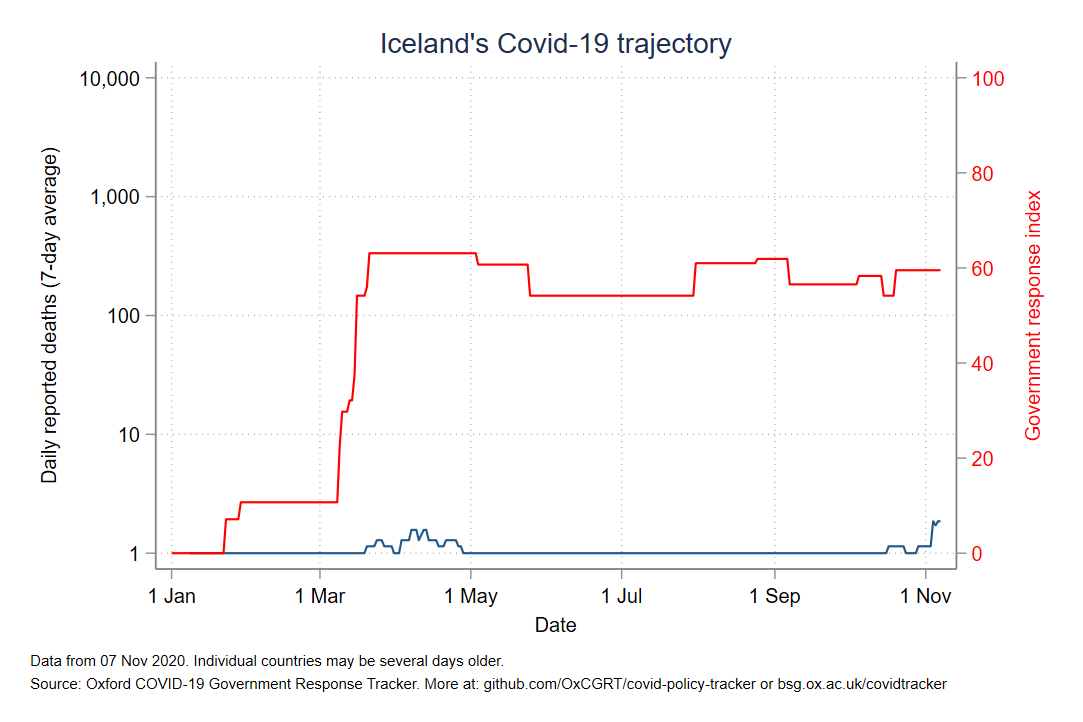 Iceland's Covid-19 trajectory
10,000
1,000
100
10
1
Daily reported deaths (7-day average)
100
80
60
40
20
0
Government response index
1 Jan
1 Mar
1 May
1 Jul
1 Sep
1 Nov
Date
Data from 07 Nov 2020. Individual countries may be several days older.
Source: Oxford COVID-19 Government Response Tracker. More at: github.com/OxCGRT/covid-policy-tracker or bsg.ox.ac.uk/covidtracker